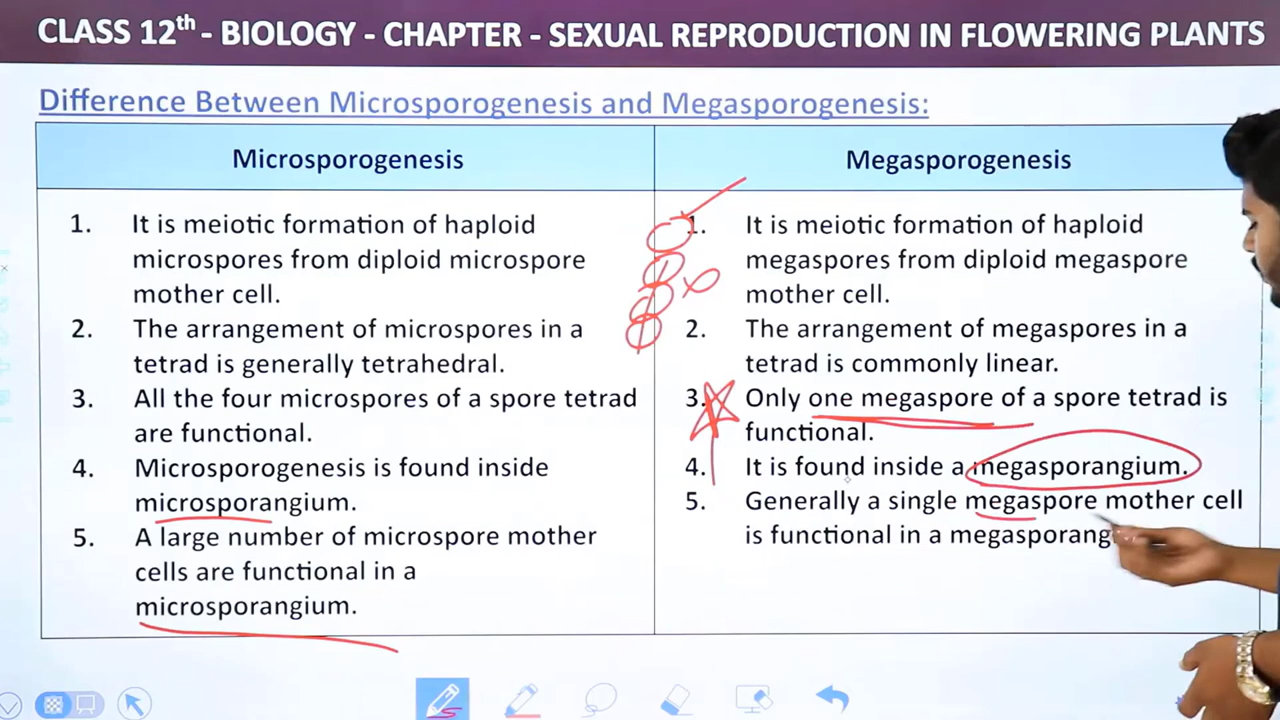 CLASS 12th - BIOLOGY - CHAPTER - SEXUAL REPRODUCTION IN FLOWERING PLANTS
Difference Between Microsporogenesis and Megasporogenesis:
Microsporogenesis
1. It is meiotic formation of haploid
microspores from diploid microspore
mother cell.
2. The arrangement of microspores in a
tetrad is generally tetrahedral.
3. All the four microspores of a spore tetrad
are functional.
4. Microsporogenesis is found inside
microsporangium.
5. A large number of microspore mother
cells are functional in a
microsporangium.
Megasporogenesis
1. It is meiotic formation of haploid
megaspores from diploid megaspore
mother cell.
2. The arrangement of megaspores in a
tetrad is commonly linear.
3. Only one megaspore of a spore tetrad is
functional.
4. It is found inside a megasporangium.
5. Generally a single megaspore mother cell
is functional in a megasporang